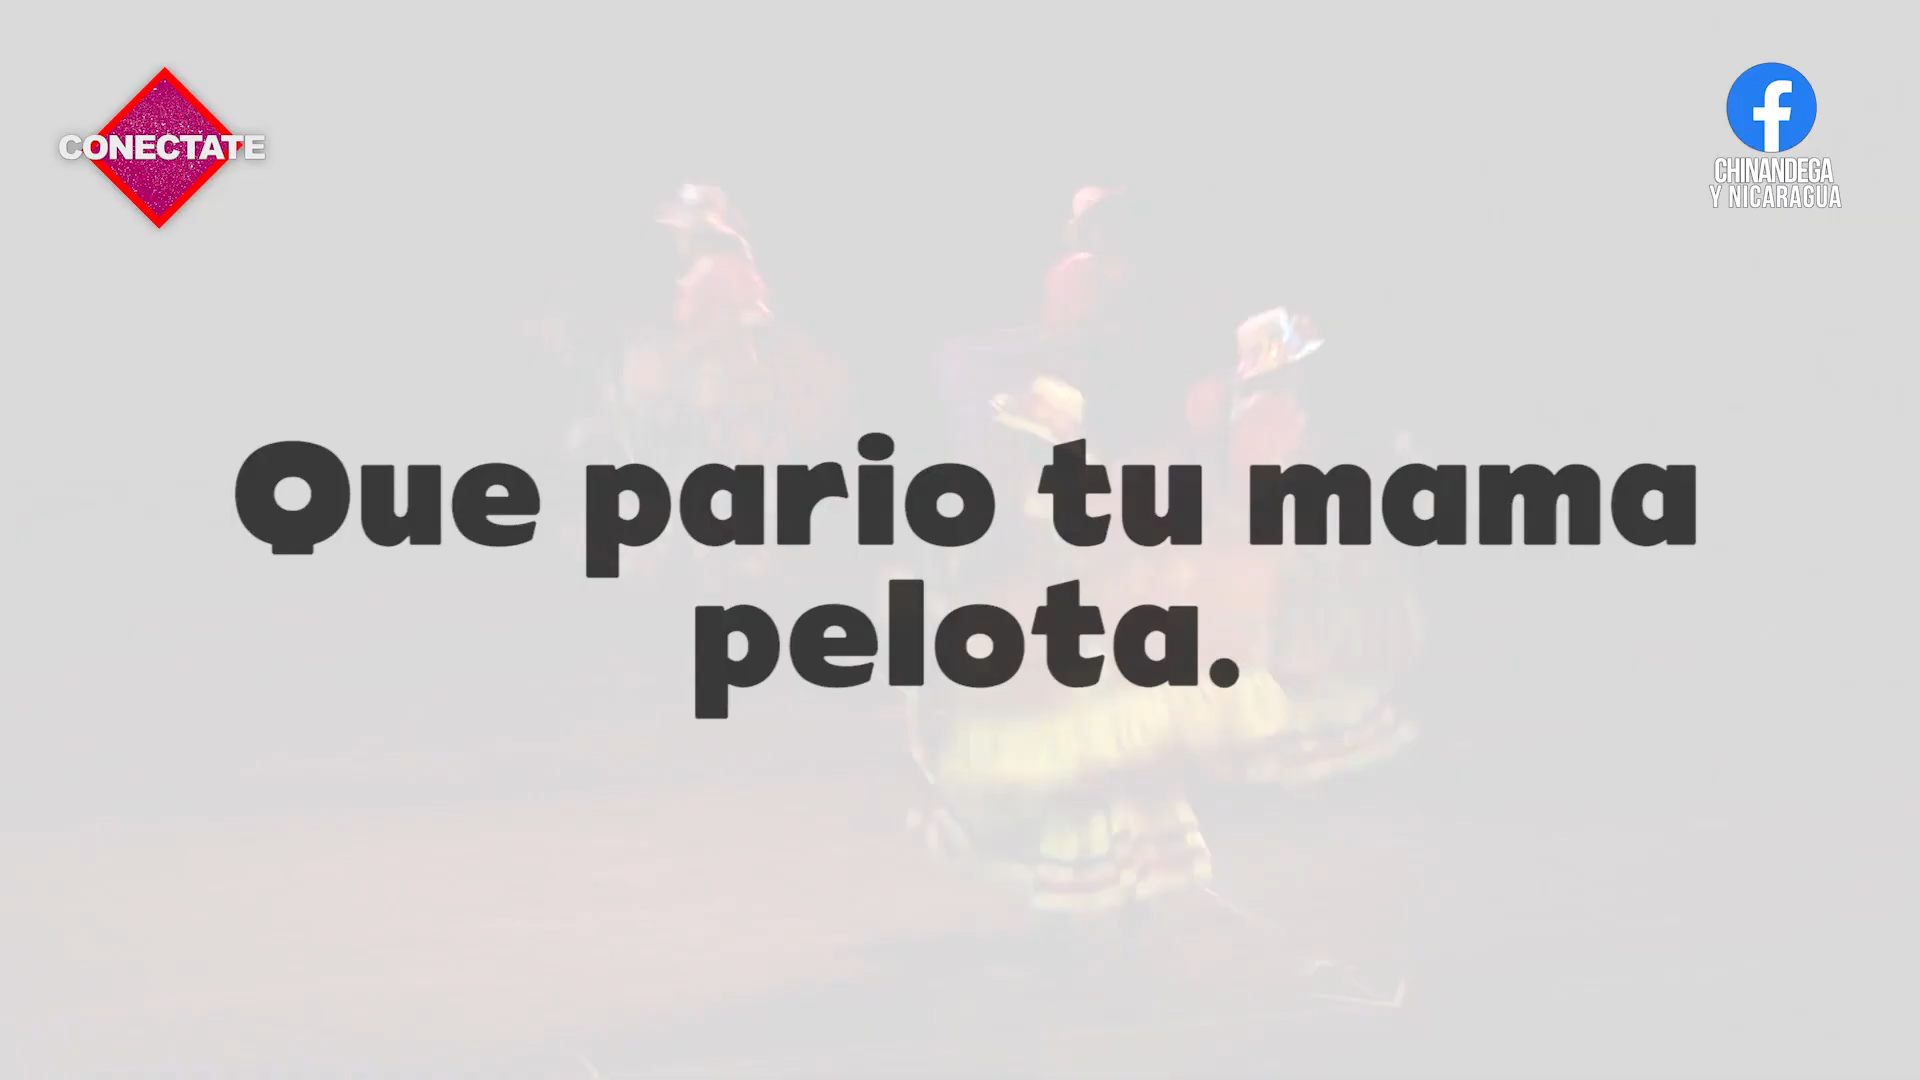 CONECTATE
CHINANDEGA
Y NICARAGUA
Que pario tu mama
pelota.